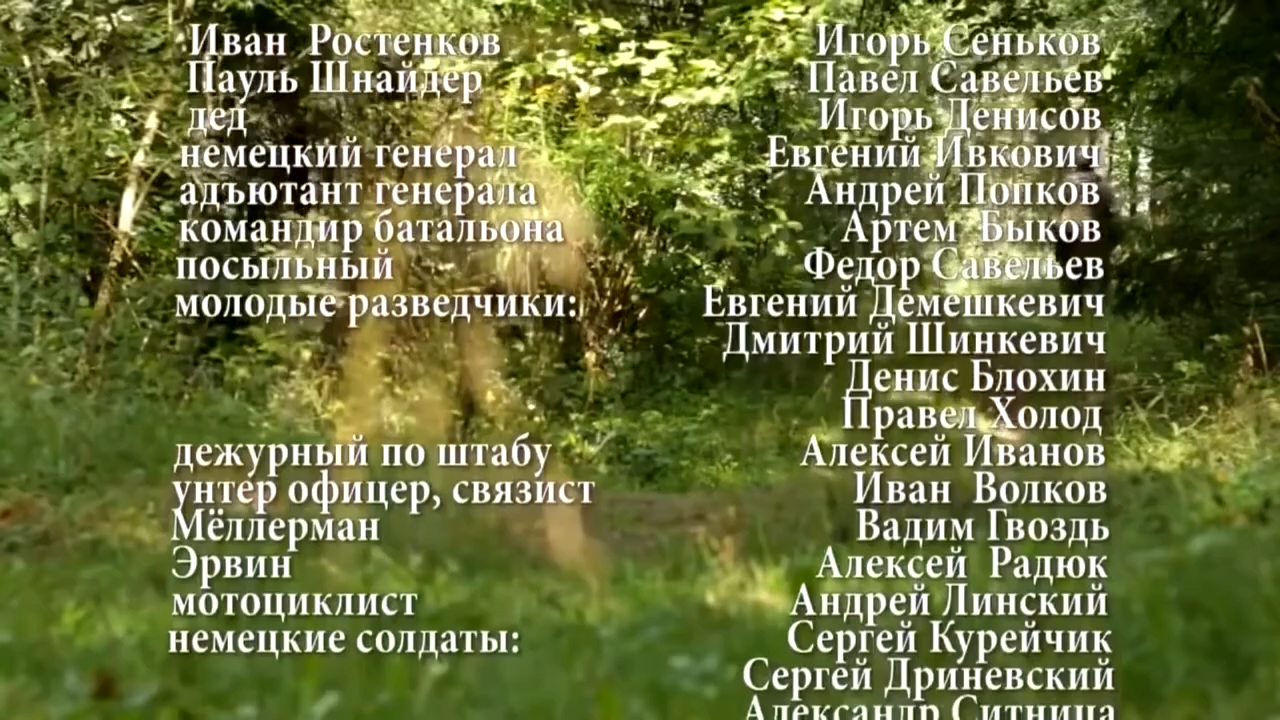 Иван Ростенков Игорь Сеньков
Пауль Шнайдер Павел Савельев
дед Игорь Денисов
немецкий генерал Евгений Ивкович
адъютант генерала Андрей Попков
командир батальона Артем Быков
посыльный Федор Савельев
молодые разведчики: Евгений Демешкевич
Дмитрий Шинкевич
Денис Блохин
Правел Холод
дежурный по штабу Алексей Иванов
унтер офицер, связист Иван Волков
Мёллерман Вадим Гвоздь
Эрвин Алексей Радюк
мотоциклист Андрей Линский
немецкие солдаты: Сергей Курейчик
Сергей Дриневский
Александр Ситница